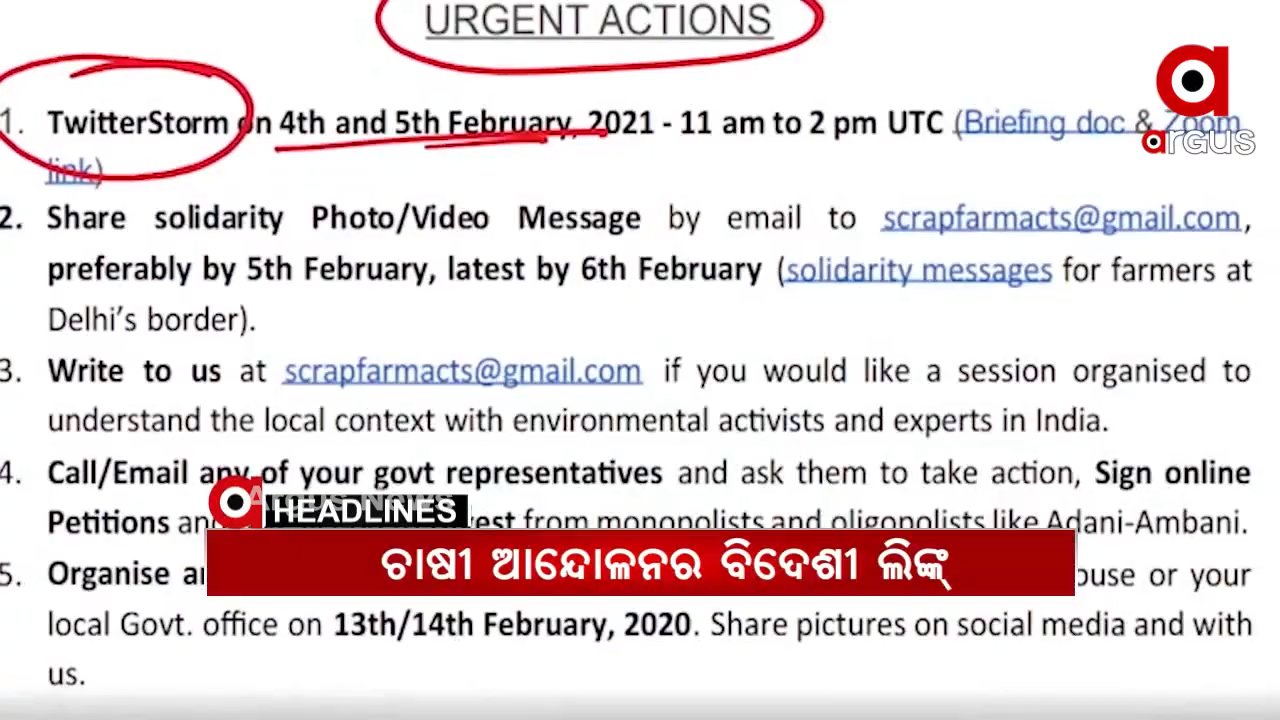 URGENT ACTIONS
argus
1. TwitterStorm on 4th and 5th February, 2021 - 11 am to 2 pm UTC (Briefing doc & Zoom
link)
2. Share solidarity Photo/Video Message by email to scrapfarmacts@gmail.com,
preferably by 5th February, latest by 6th February (solidarity messages for farmers at
Delhi's border).
3. Write to us at scrapfarmacts@gmail.com if you would like a session organised to
understand the local context with environmental activists and experts in India.
4. Call/Email any of your govt representatives and ask them to take action, Sign online
Petitions from monopolists and oligopolists like Adani-Ambani.
Argus News
HEADLINES
ଚାଷୀ ଆନ୍ଦୋଳନର ବିଦେଶୀ ଲିଙ୍କ୍
5. Organise or your
local Govt. office on 13th/14th February, 2020. Share pictures on social media and with
us.